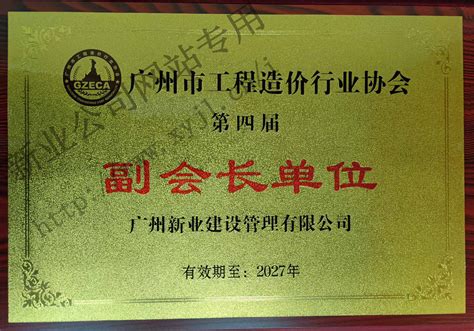 GZECA
广州市工程造价行业协会
第四届
副会长单位
广州新业建设管理有限公司
有效期至：2027年
新业公司网站专用